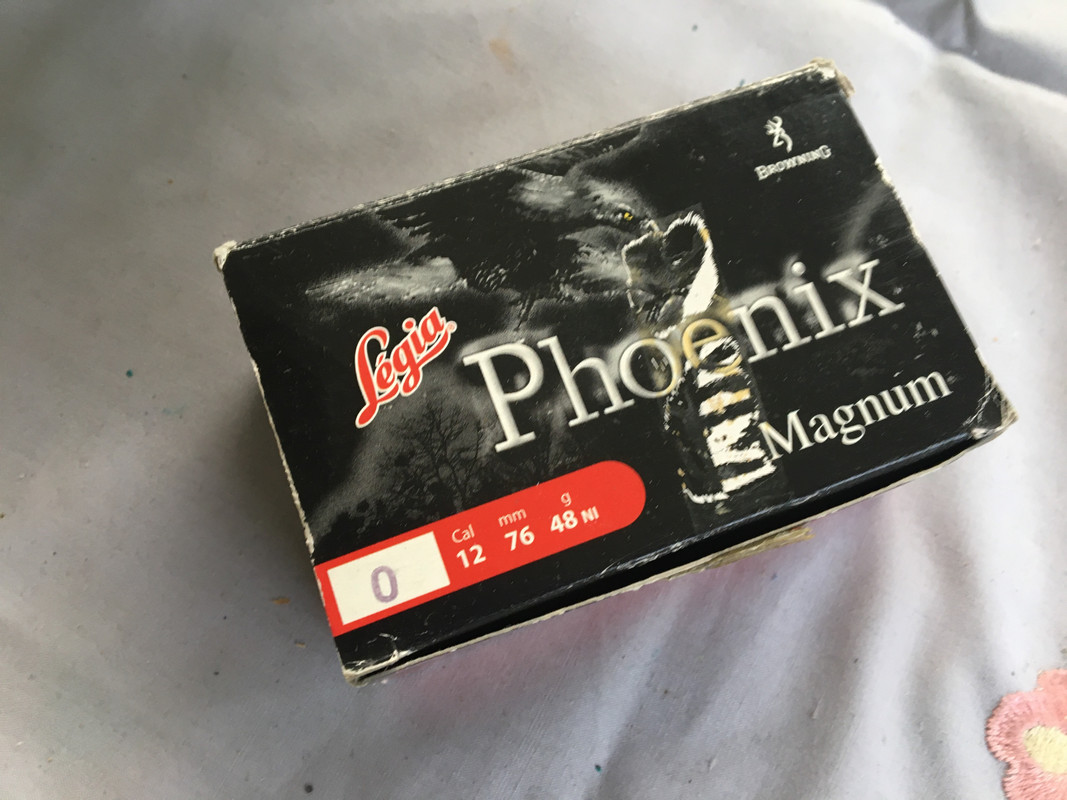 BROWNING
Légia®
Phoenix
Magnum
Cal mm g
12 76 48 NI
0